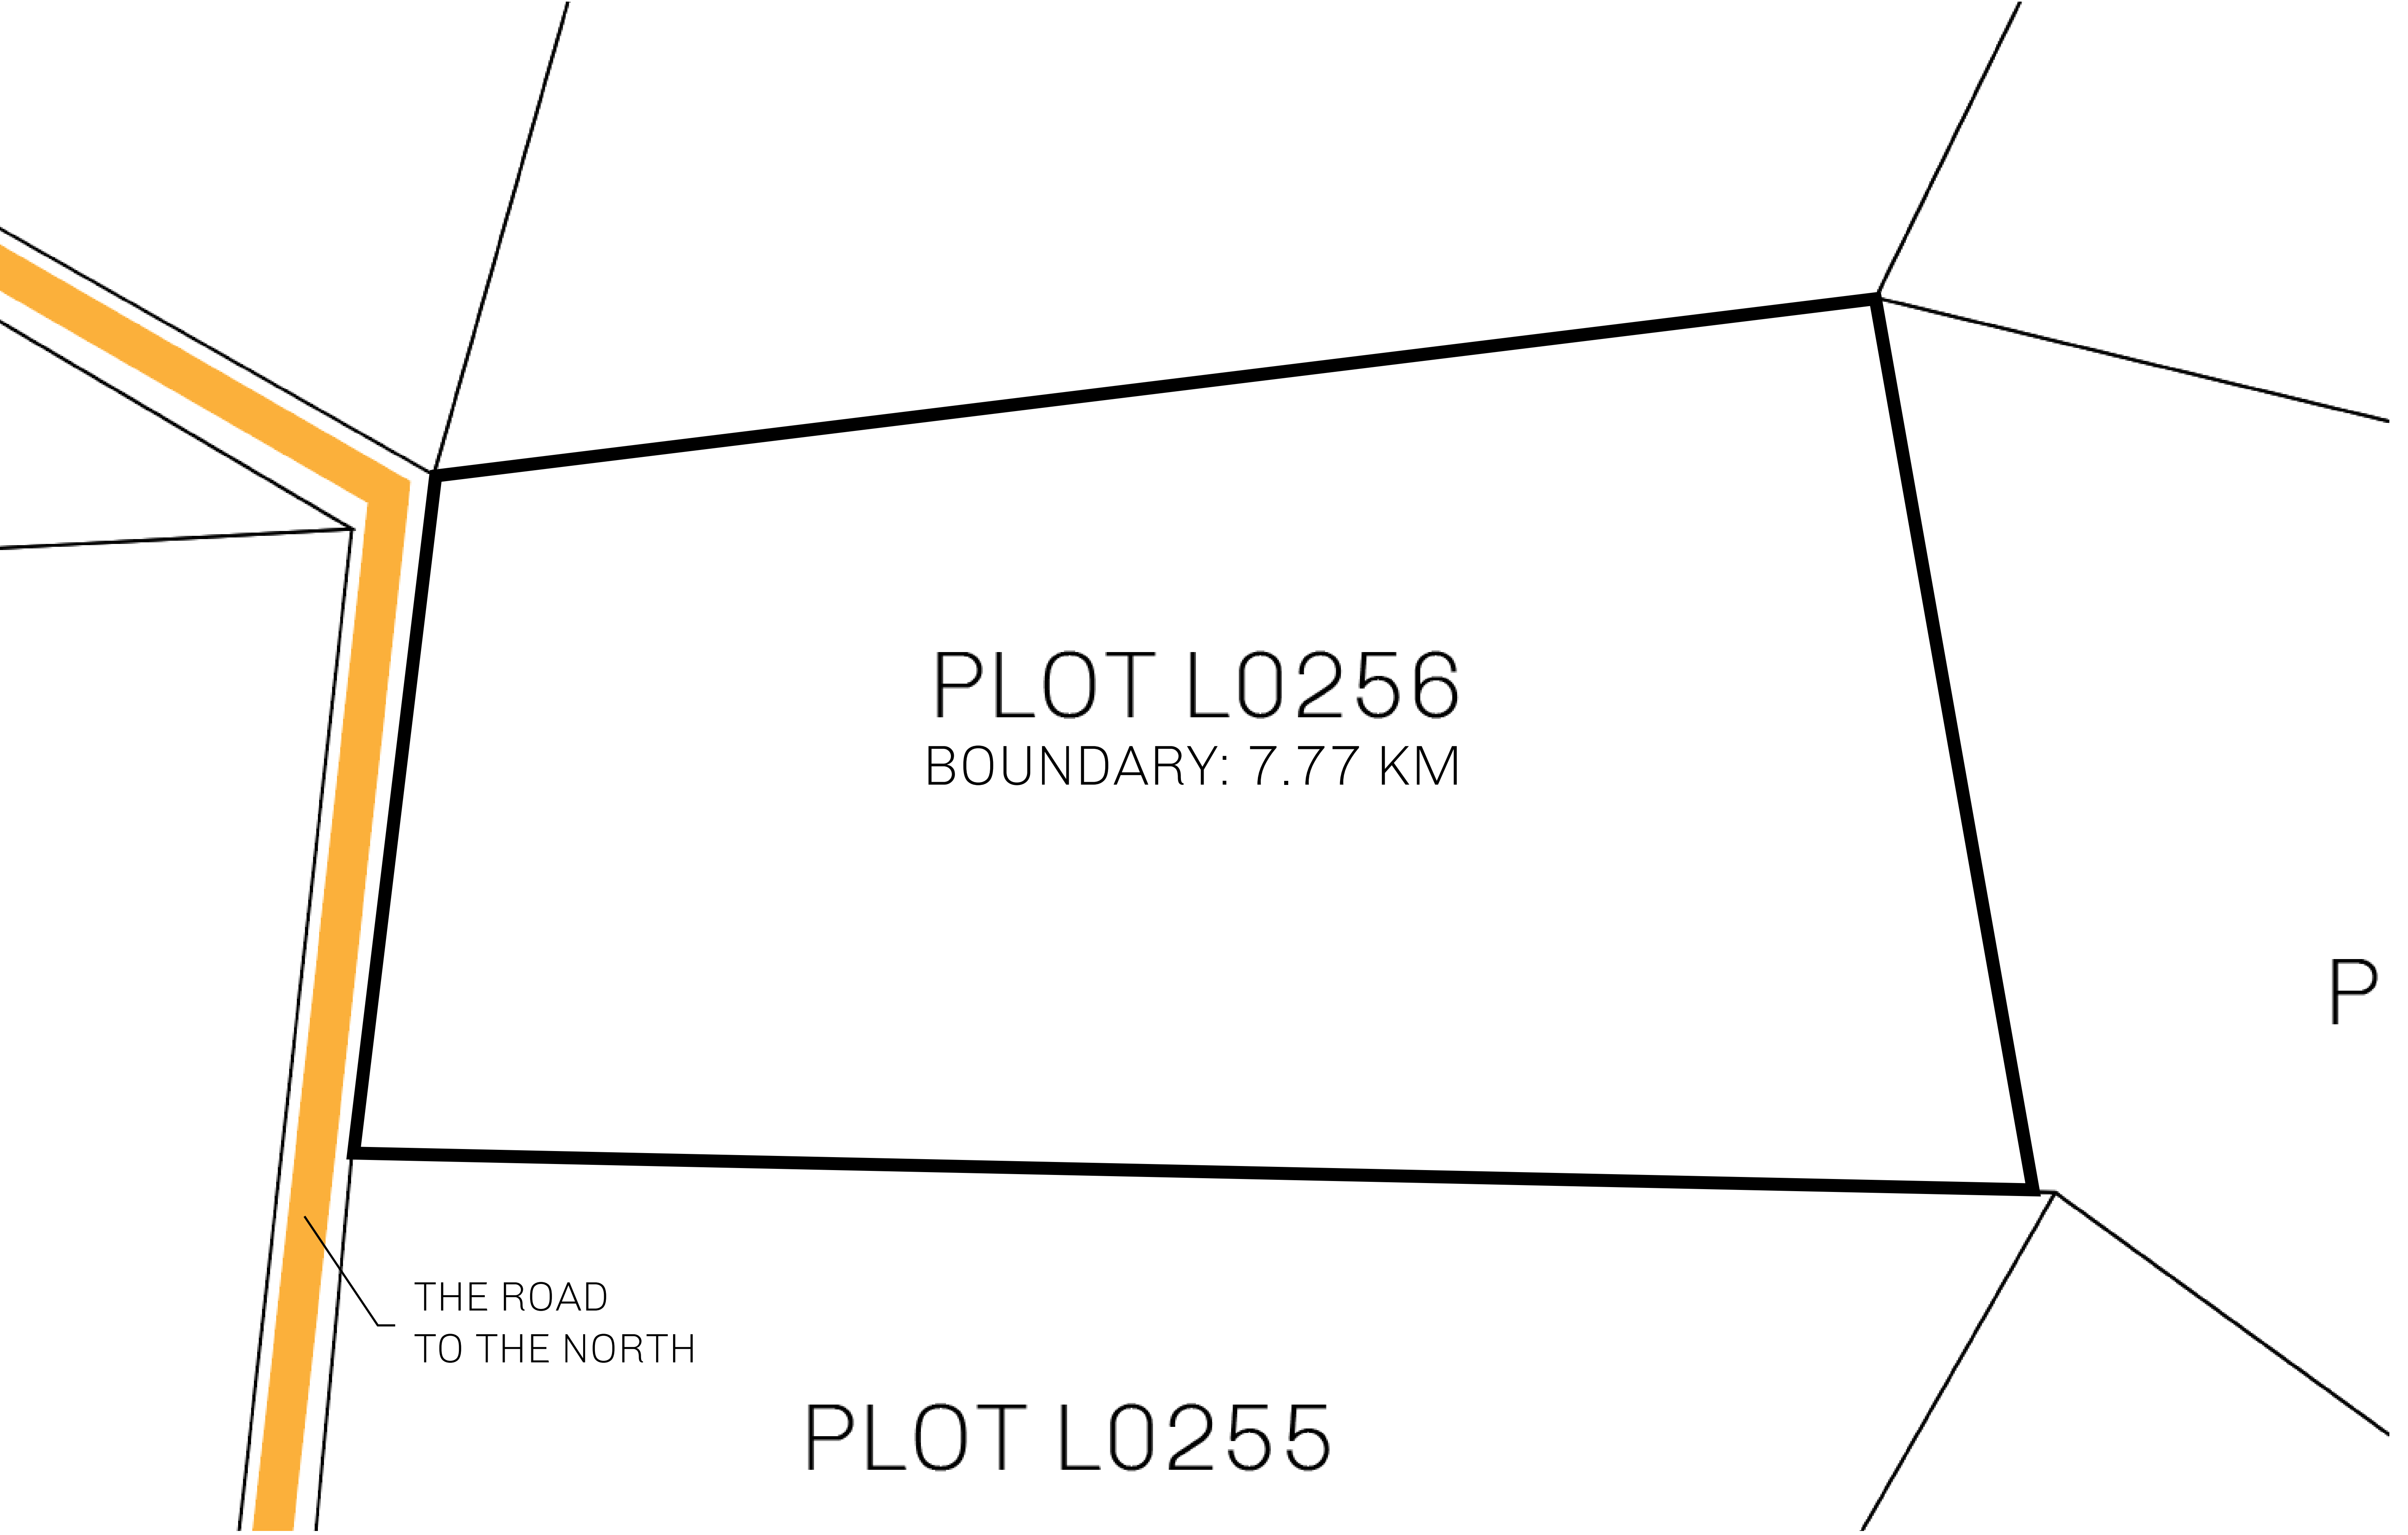 PLOT L0256
BOUNDARY: 7.77 KM
P
THE ROAD
TO THE NORTH
PLOT L0255